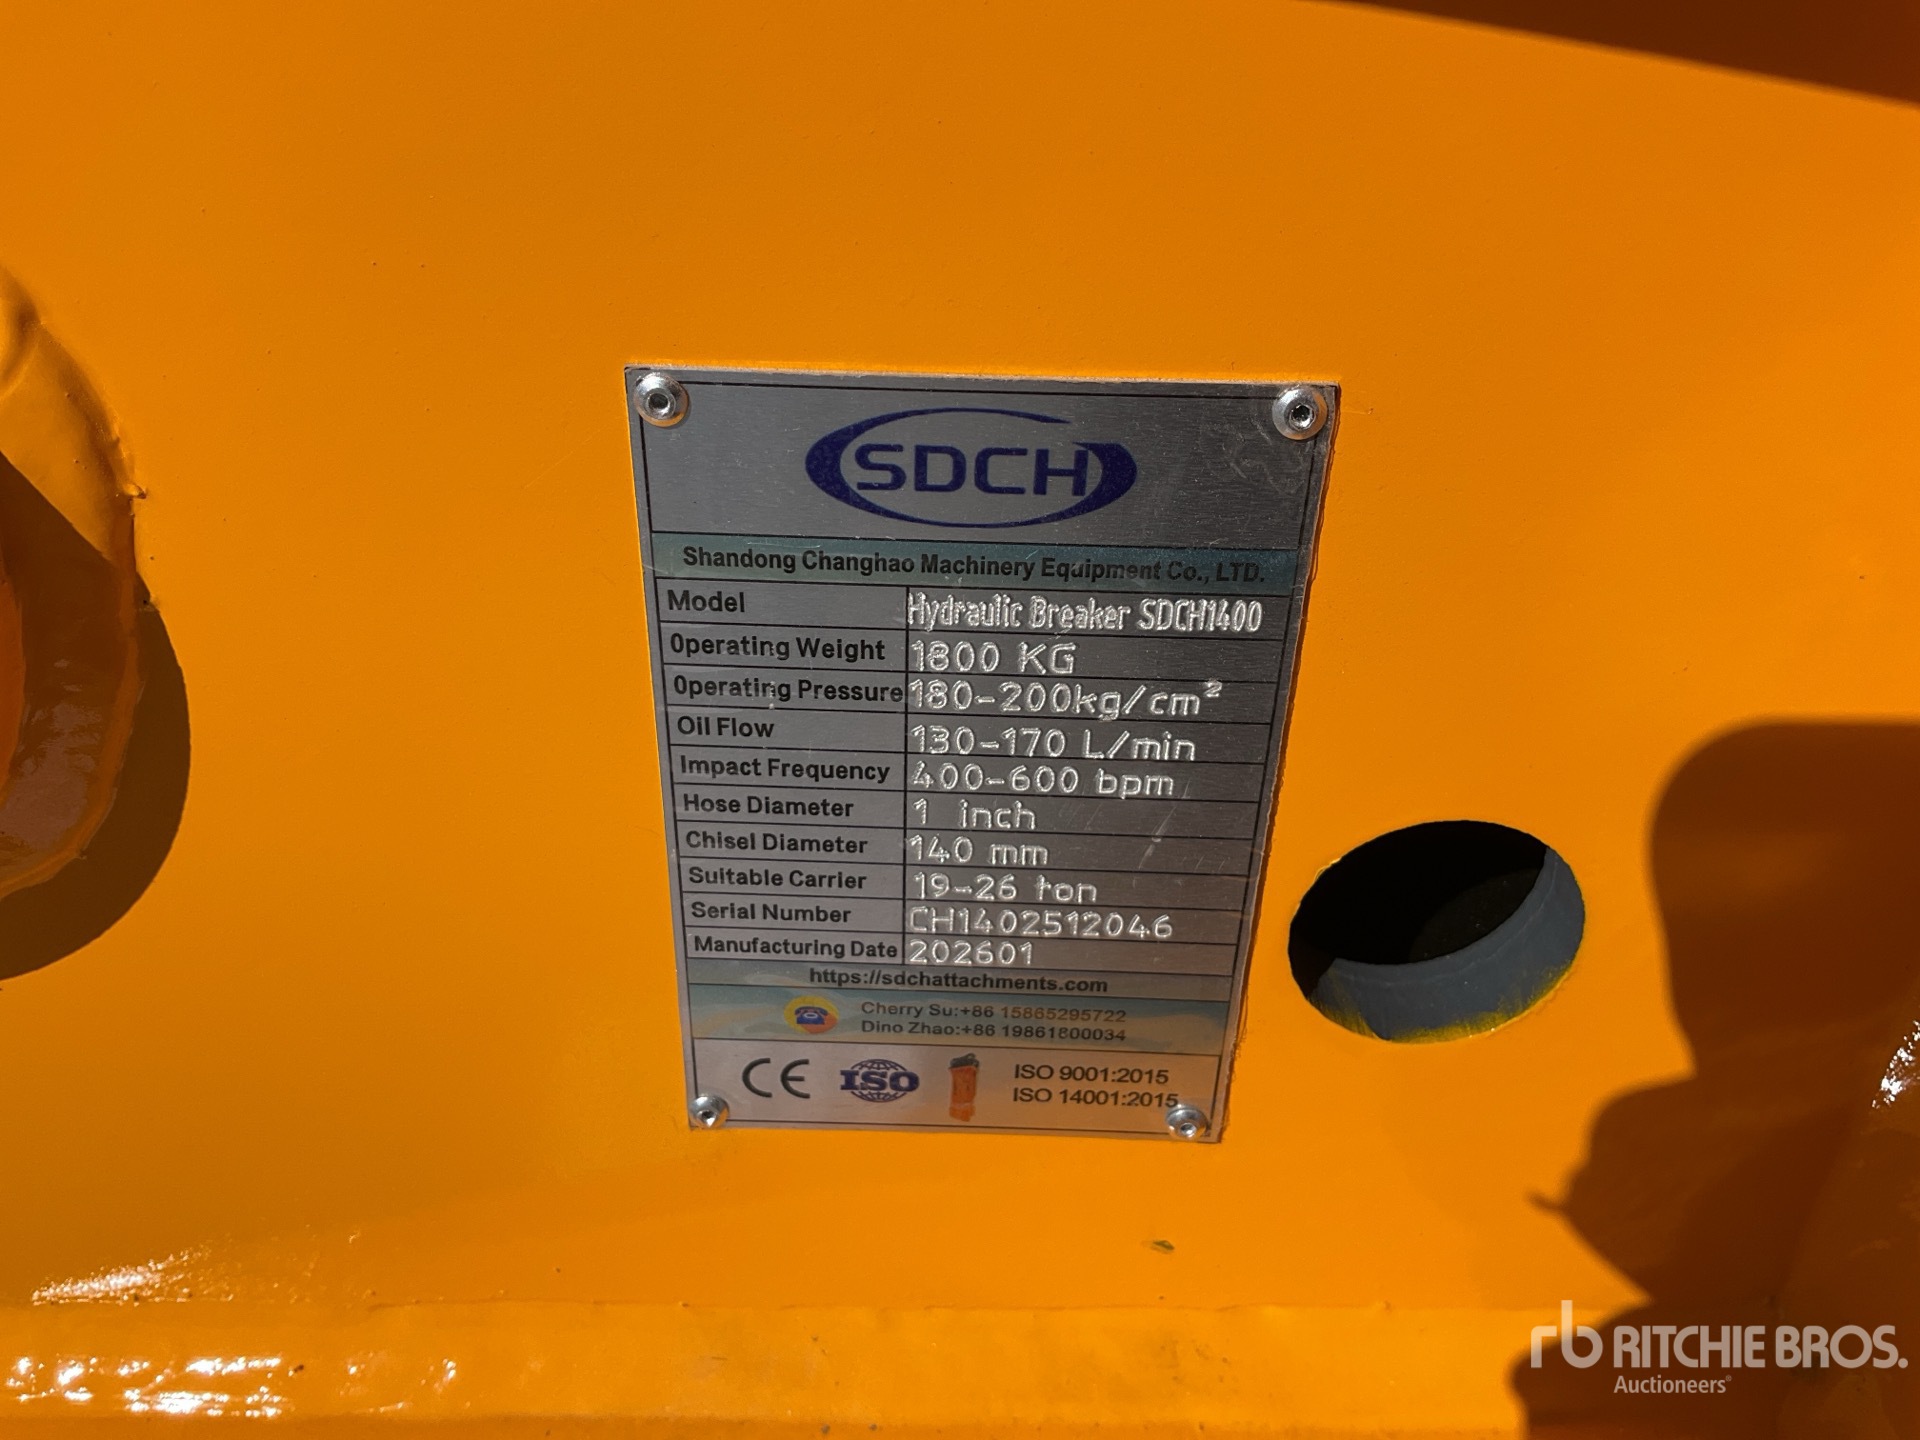 SDCH
Shandong Changhao Machinery Equipment Co., LTD.
Model Hydraulic Breaker SDCH1400
Operating Weight 1800 KG
Operating Pressure 180-200kg/cm²
Oil Flow 130-170 L/min
Impact Frequency 400-600 bpm
Hose Diameter 1 inch
Chisel Diameter 140 mm
Suitable Carrier 19-26 ton
Serial Number CH1402512046
Manufacturing Date 202601
https://sdchattachments.com
Cherry Su:+86 15865295722
Dino Zhao:+86 19861800034
CE ISO ISO 9001:2015
ISO 14001:2015
rb RITCHIE BROS.
Auctioneers®